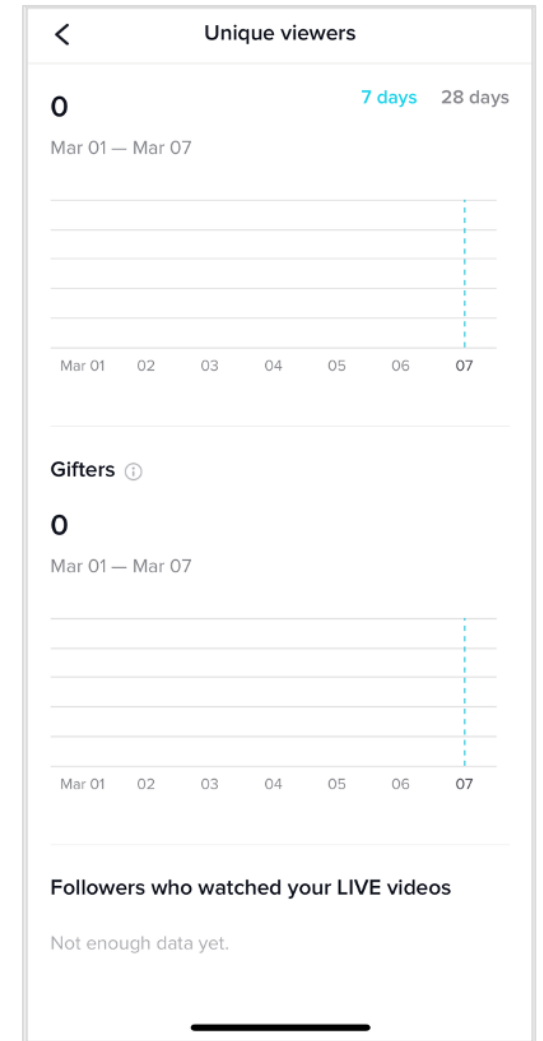 Unique viewers
0
7 days 28 days
Mar 01 — Mar 07
Mar 01 02 03 04 05 06 07
Gifters
0
Mar 01 — Mar 07
Mar 01 02 03 04 05 06 07
Followers who watched your LIVE videos
Not enough data yet.